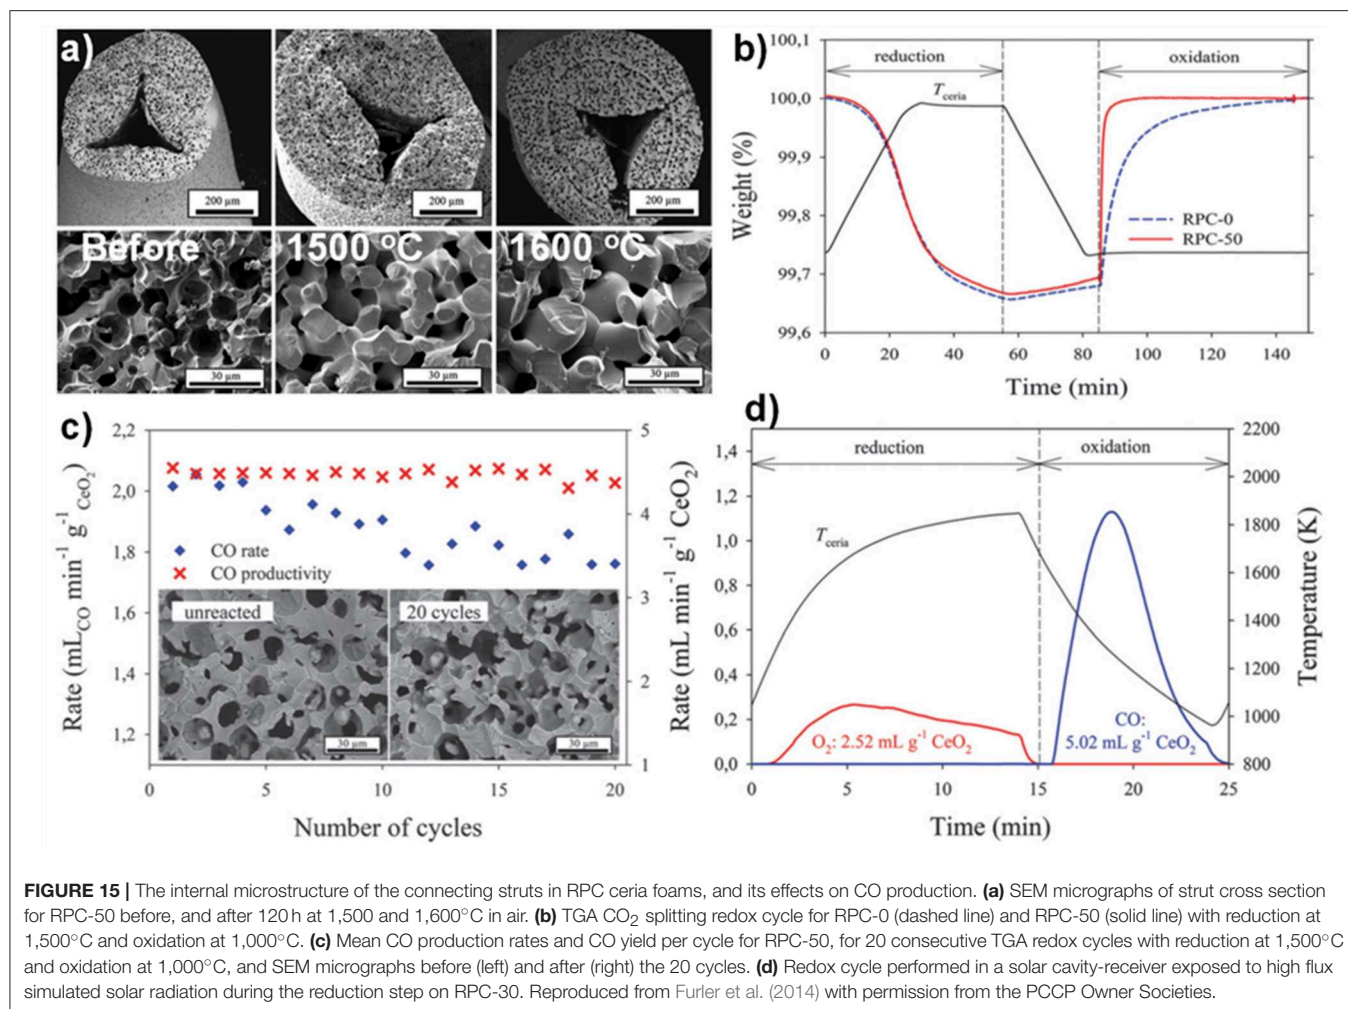 a)
200 µm
200 µm
200 µm
Before
1500 °C
1600 °C
30 µm
30 µm
30 µm
b)
100,1
100,0
99,9
99,8
99,7
99,6
Weight (%)
reduction
oxidation
Tceria
RPC-0
RPC-50
0 20 40 60 80 100 120 140
Time (min)
c)
2,2
2,0
1,8
1,6
1,4
1,2
Rate (mLCO min-1 g-1 CeO2)
5
4
3
2
1
Rate (mL min-1 g-1 CeO2)
CO rate
CO productivity
unreacted
20 cycles
30 µm
30 µm
0 5 10 15 20
Number of cycles
d)
1,4
1,2
1,0
0,8
0,6
0,4
0,2
0,0
reduction
oxidation
Tceria
O2: 2.52 mL g-1 CeO2
CO:
5.02 mL g-1 CeO2
2200
2000
1800
1600
1400
1200
1000
800
Temperature (K)
0 5 10 15 20 25
Time (min)
FIGURE 15 | The internal microstructure of the connecting struts in RPC ceria foams, and its effects on CO production. (a) SEM micrographs of strut cross section
for RPC-50 before, and after 120 h at 1,500 and 1,600°C in air. (b) TGA CO2 splitting redox cycle for RPC-0 (dashed line) and RPC-50 (solid line) with reduction at
1,500°C and oxidation at 1,000°C. (c) Mean CO production rates and CO yield per cycle for RPC-50, for 20 consecutive TGA redox cycles with reduction at 1,500°C
and oxidation at 1,000°C, and SEM micrographs before (left) and after (right) the 20 cycles. (d) Redox cycle performed in a solar cavity-receiver exposed to high flux
simulated solar radiation during the reduction step on RPC-30. Reproduced from Furler et al. (2014) with permission from the PCCP Owner Societies.